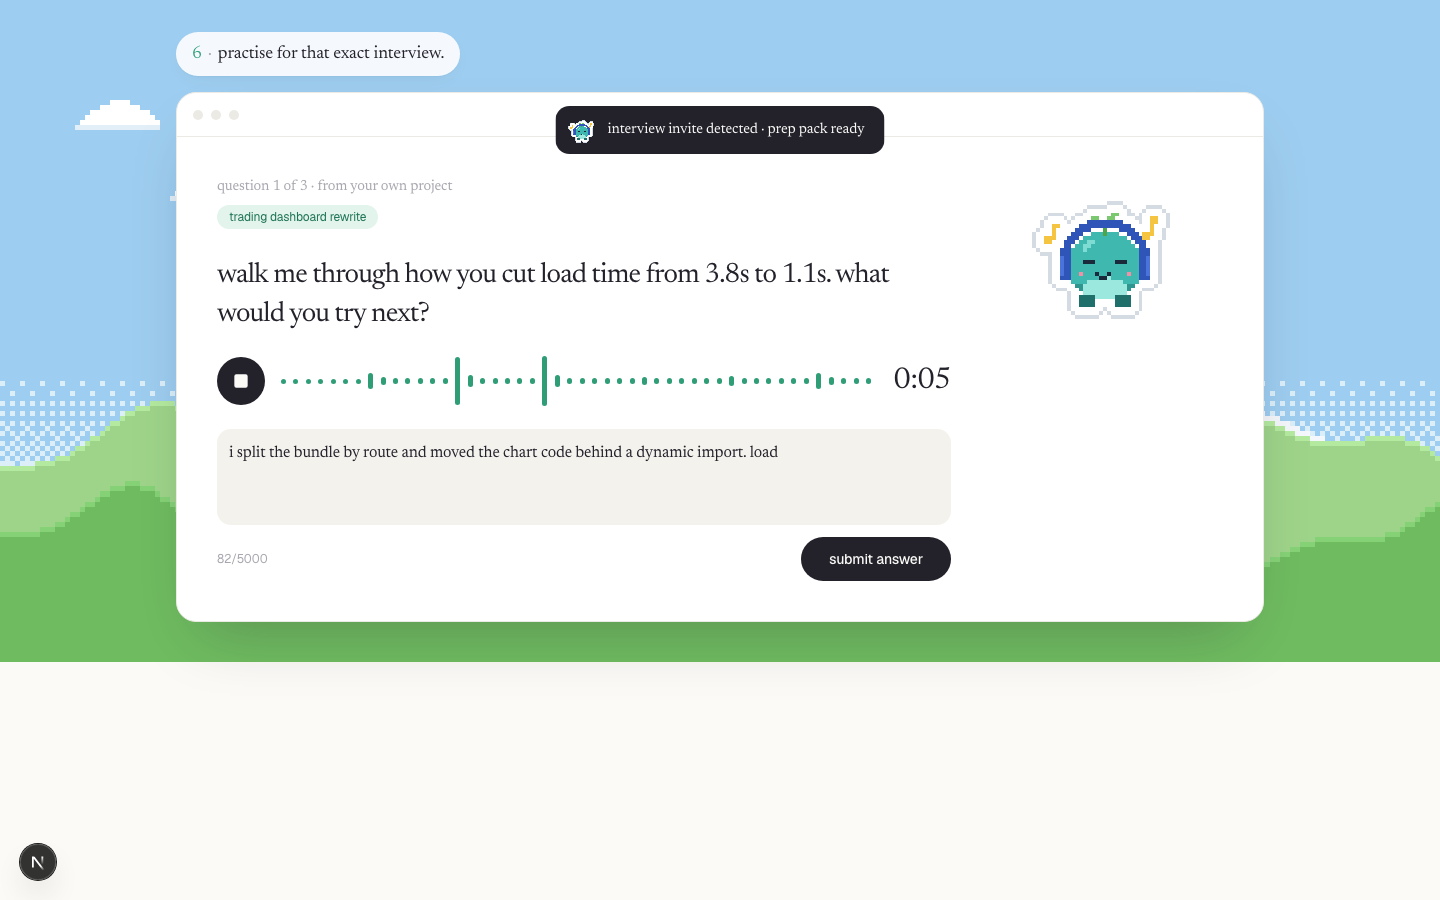 6 · practise for that exact interview.
interview invite detected · prep pack ready
question 1 of 3 · from your own project
trading dashboard rewrite
walk me through how you cut load time from 3.8s to 1.1s. what
would you try next?
0:05
i split the bundle by route and moved the chart code behind a dynamic import. load
82/5000
submit answer
N